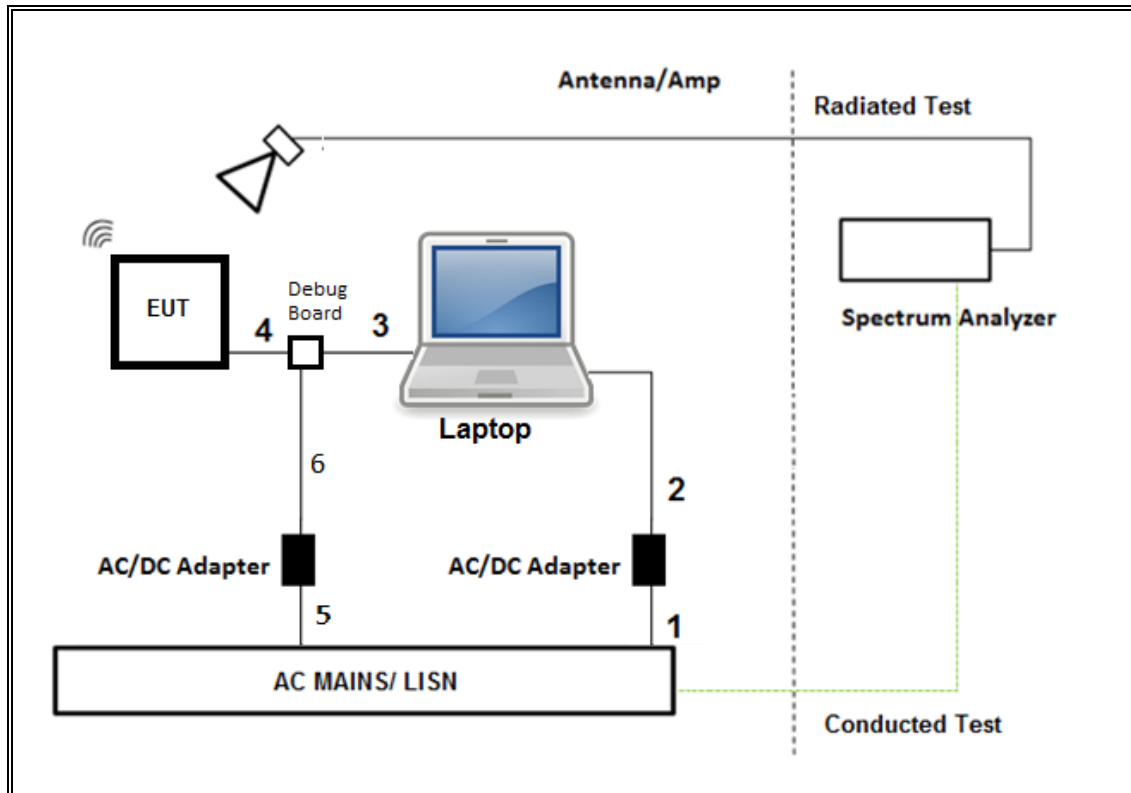 Antenna/Amp
Radiated Test
EUT
Debug
Board
4
3
Spectrum Analyzer
Laptop
6
2
AC/DC Adapter
AC/DC Adapter
5
1
AC MAINS/ LISN
Conducted Test